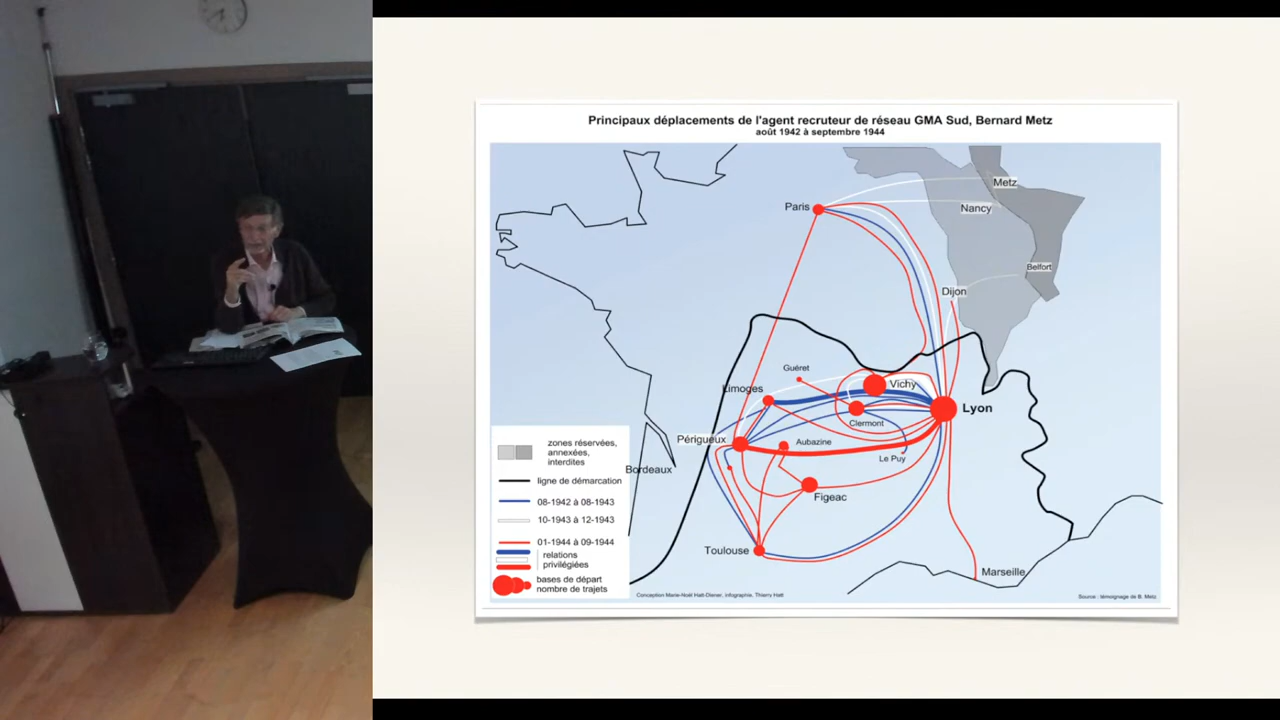 Principaux déplacements de l'agent recruteur de réseau GMA Sud, Bernard Metz
août 1942 à septembre 1944
Metz
Paris
Nancy
Belfort
Dijon
Guéret
Limoges
Vichy
Lyon
Clermont
Périgueux
Aubazine
Le Puy
Bordeaux
Figeac
Toulouse
Marseille
zones réservées,
annexées,
interdites
ligne de démarcation
08-1942 à 08-1943
10-1943 à 12-1943
01-1944 à 09-1944
relations
privilégiées
bases de départ
nombre de trajets
Conception Marie-Noël Hatt-Diener, infographie, Thierry Hatt
Source : témoignage de B. Metz